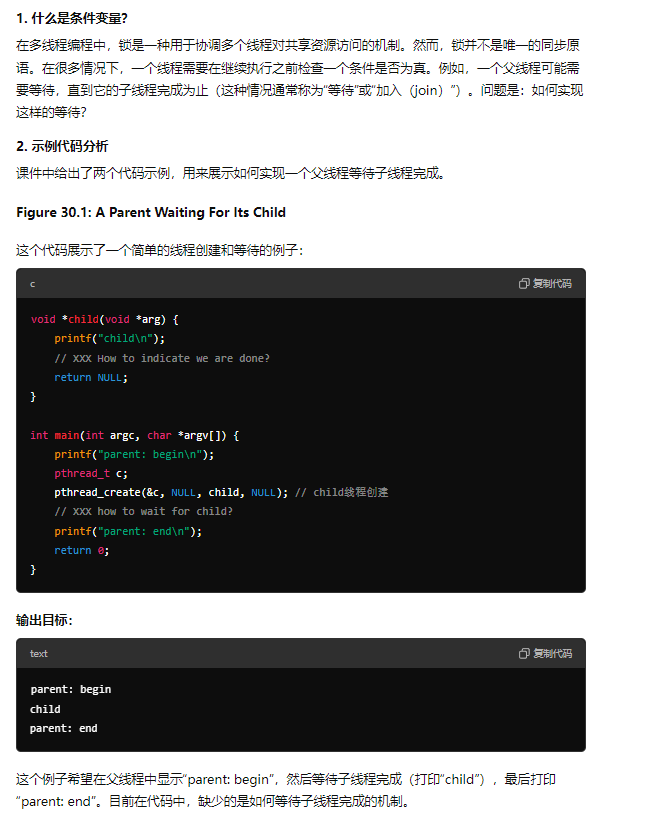 1. 什么是条件变量？
在多线程编程中，锁是一种用于协调多个线程对共享资源访问的机制。然而，锁并不是唯一的同步原
语。在很多情况下，一个线程需要在继续执行之前检查一个条件是否为真。例如，一个父线程可能需
要等待，直到它的子线程完成为止（这种情况通常称为“等待”或“加入（join）”）。问题是：如何实现
这样的等待？
2. 示例代码分析
课件中给出了两个代码示例，用来展示如何实现一个父线程等待子线程完成。
Figure 30.1: A Parent Waiting For Its Child
这个代码展示了一个简单的线程创建和等待的例子：
c 复制代码
void *child(void *arg) {
    printf("child\n");
    // XXX How to indicate we are done?
    return NULL;
}
int main(int argc, char *argv[]) {
    printf("parent: begin\n");
    pthread_t c;
    pthread_create(&c, NULL, child, NULL); // child线程创建
    // XXX how to wait for child?
    printf("parent: end\n");
    return 0;
}
输出目标：
text 复制代码
parent: begin
child
parent: end
这个例子希望在父线程中显示“parent: begin”，然后等待子线程完成（打印“child”），最后打印
“parent: end”。目前在代码中，缺少的是如何等待子线程完成的机制。